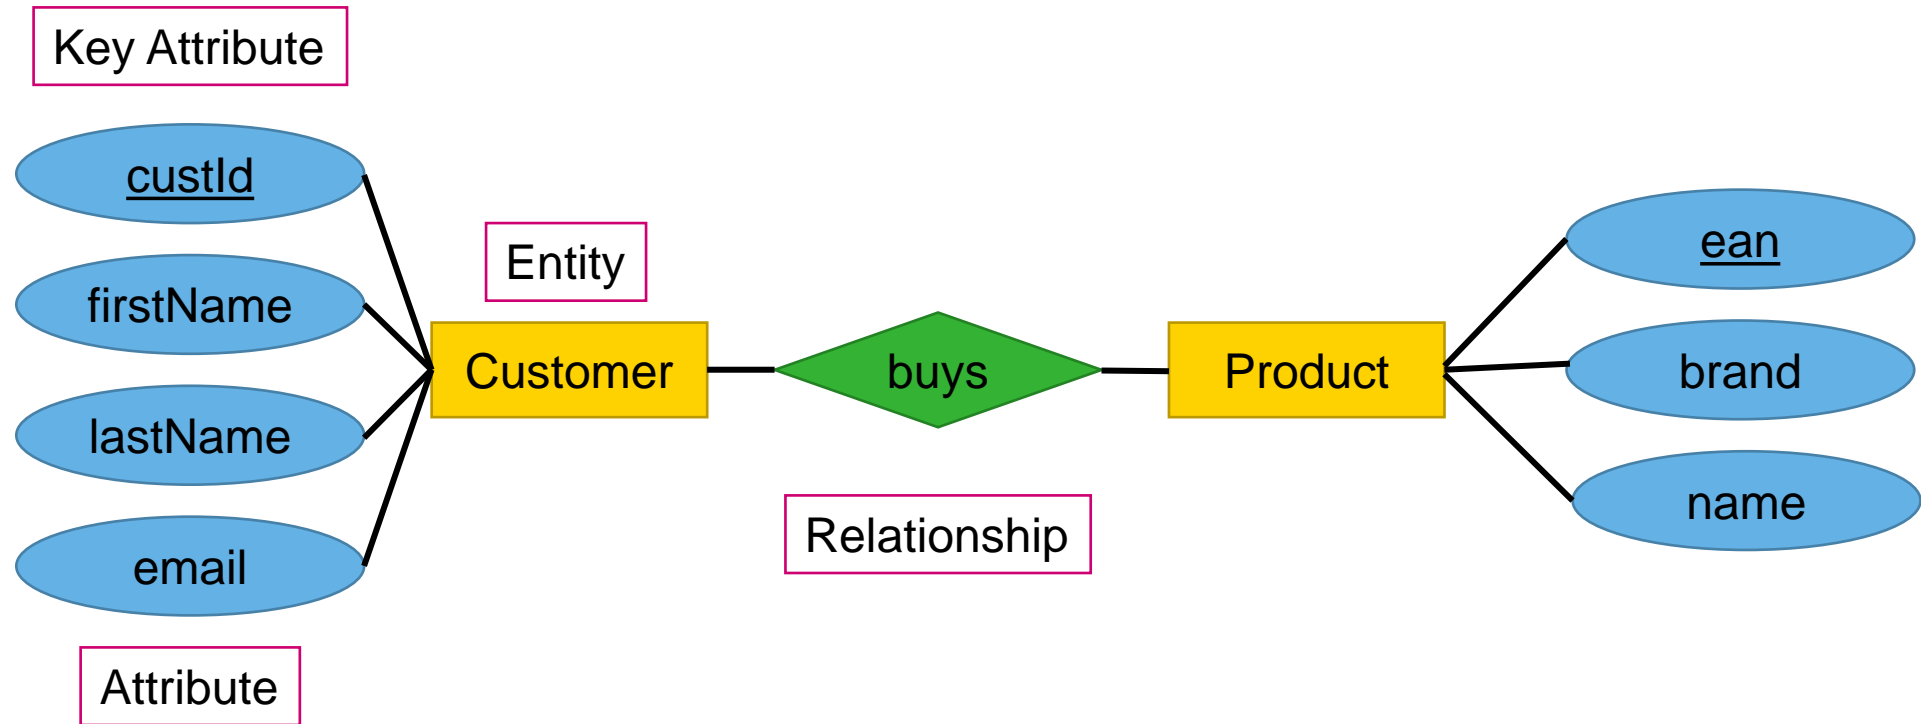 Key Attribute
custId
firstName
lastName
email
Attribute
Entity
Customer
buys
Relationship
Product
ean
brand
name